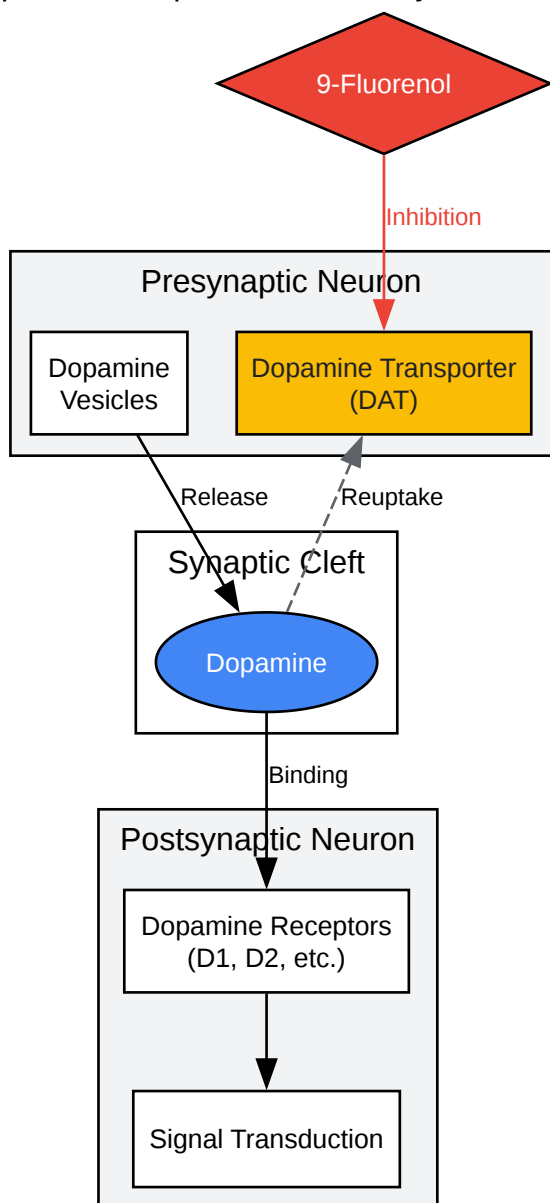 9-Fluorenol
Inhibition
Presynaptic Neuron
Dopamine
Vesicles
Dopamine Transporter
(DAT)
Release
Reuptake
Synaptic Cleft
Dopamine
Binding
Postsynaptic Neuron
Dopamine Receptors
(D1, D2, etc.)
Signal Transduction